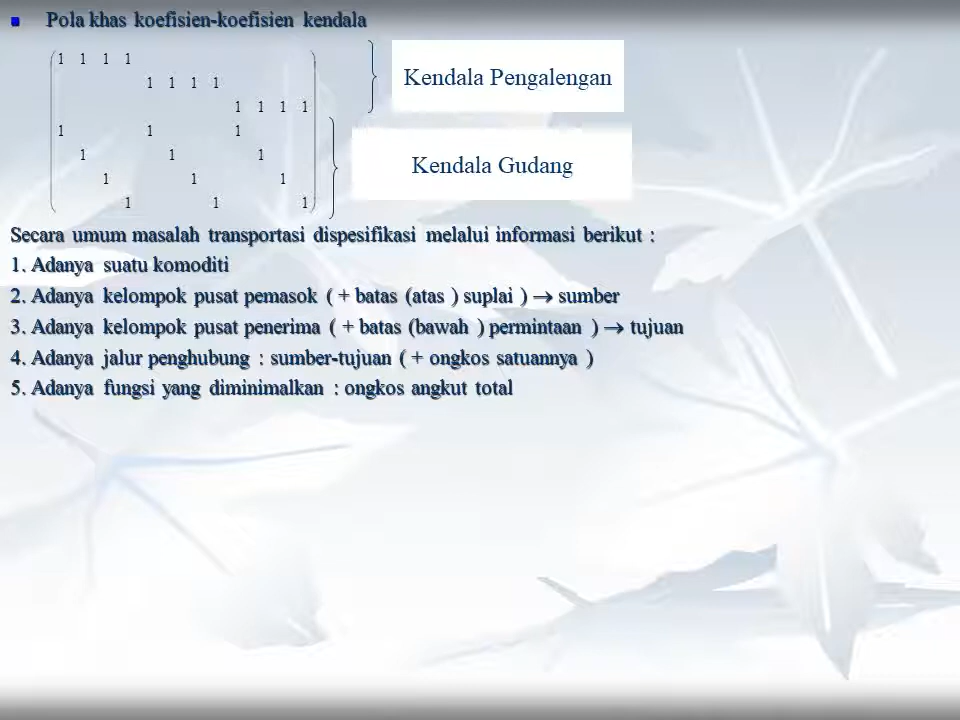 Pola khas koefisien-koefisien kendala
1 1 1 1
1 1 1 1
1 1 1 1
1 1 1
1 1 1
1 1 1
1 1 1
Kendala Pengalengan
Kendala Gudang
Secara umum masalah transportasi dispesifikasi melalui informasi berikut :
1. Adanya suatu komoditi
2. Adanya kelompok pusat pemasok ( + batas (atas ) suplai ) → sumber
3. Adanya kelompok pusat penerima ( + batas (bawah ) permintaan ) → tujuan
4. Adanya jalur penghubung : sumber-tujuan ( + ongkos satuannya )
5. Adanya fungsi yang diminimalkan : ongkos angkut total